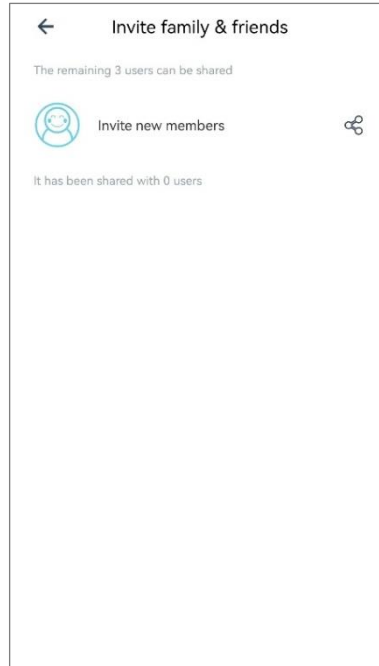 Invite family & friends
The remaining 3 users can be shared
Invite new members
It has been shared with 0 users